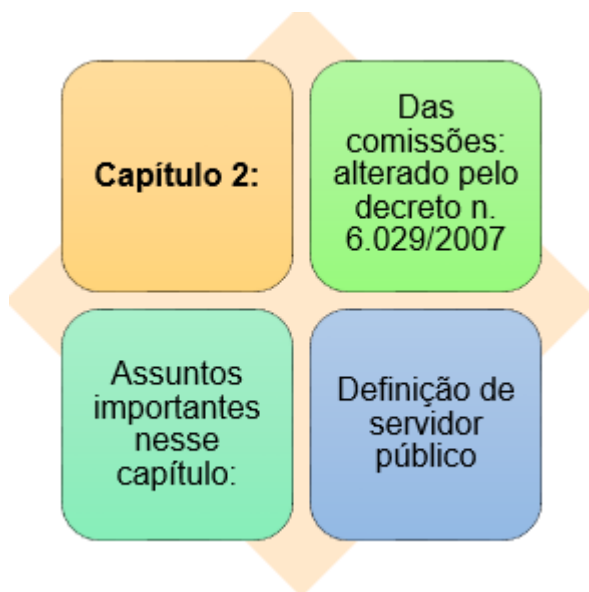 Capítulo 2:
Das
comissões:
alterado pelo
decreto n.
6.029/2007
Assuntos
importantes
nesse
capítulo:
Definição de
servidor
público